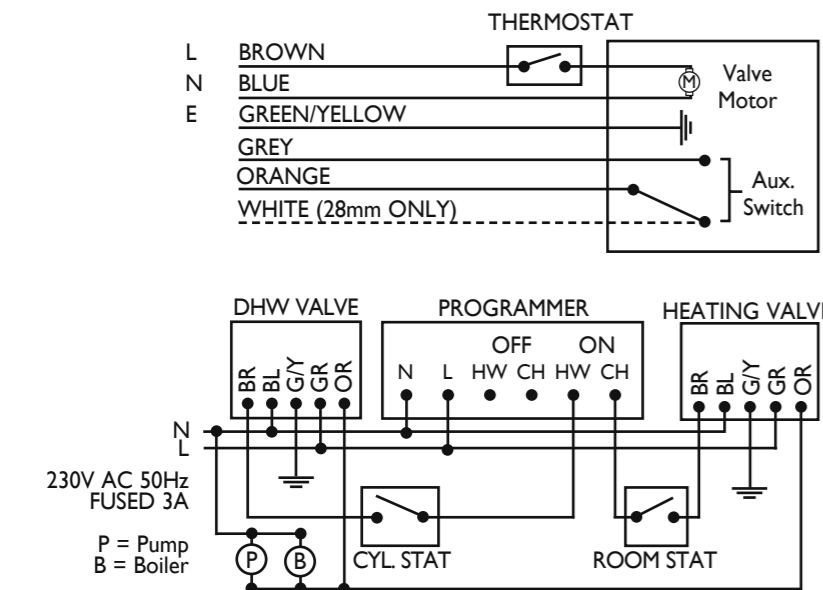 THERMOSTAT
L BROWN
N BLUE
E GREEN/YELLOW
GREY
ORANGE
WHITE (28mm ONLY)
M
Valve
Motor
Aux.
Switch
DHW VALVE PROGRAMMER HEATING VALV
OFF ON
BR BL G/Y GR OR
N L HW CH HW CH
BR BL G/Y GR OR
N
L
230V AC 50Hz
FUSED 3A
P = Pump
B = Boiler
P B CYL. STAT ROOM STAT